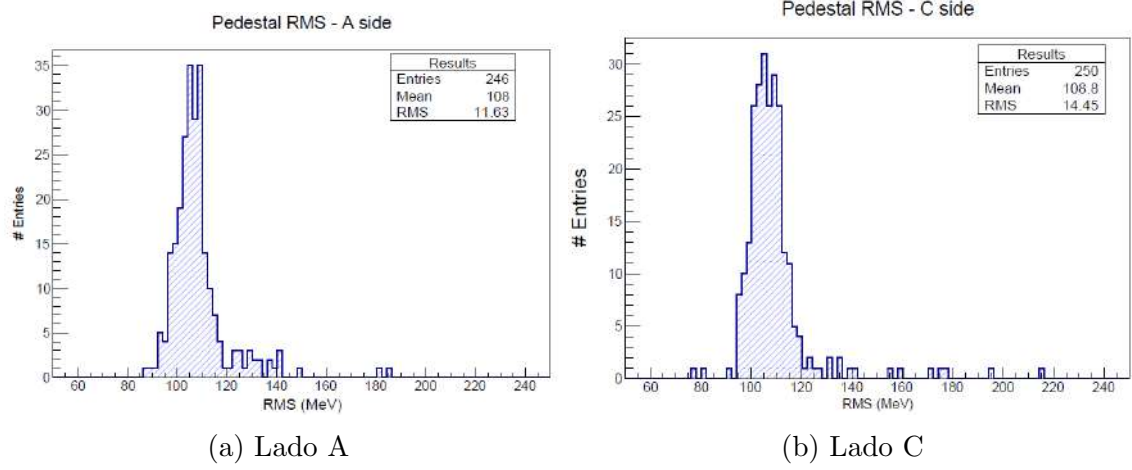 Pedestal RMS - A side
Results
Entries 246
Mean 108
RMS 11.63
# Entries
35
30
25
20
15
10
5
0
60 80 100 120 140 160 180 200 220 240
RMS (MeV)
(a) Lado A
Pedestal RMS - C side
Results
Entries 250
Mean 108.8
RMS 14.45
# Entries
30
25
20
15
10
5
0
60 80 100 120 140 160 180 200 220 240
RMS (MeV)
(b) Lado C